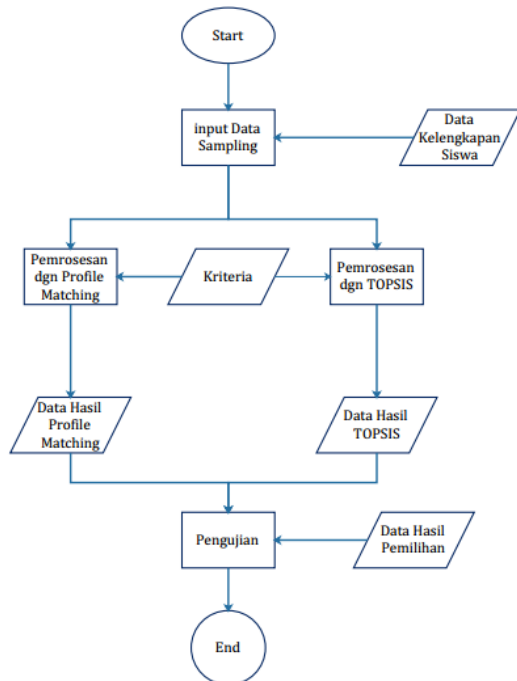 Start
input Data
Sampling
Data
Kelengkapan
Siswa
Pemrosesan
dgn Profile
Matching
Kriteria
Pemrosesan
dgn TOPSIS
Data Hasil
Profile
Matching
Data Hasil
TOPSIS
Pengujian
Data Hasil
Pemilihan
End